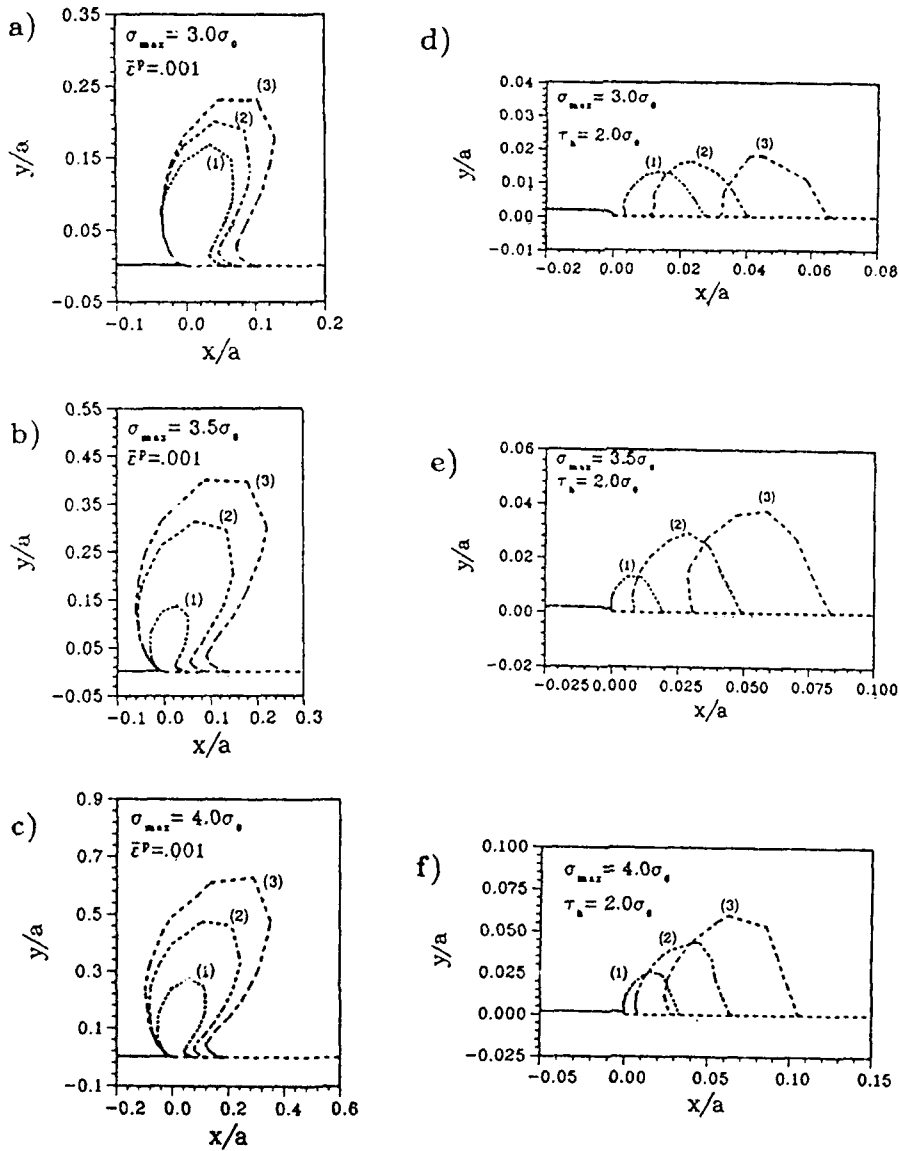 a)
0.35
0.25
0.15
0.05
−0.05
y/a
σmax = 3.0σ0
ε̄ᴾ=.001
(3)
(2)
(1)
−0.1 0.0 0.1 0.2
x/a
b)
0.55
0.45
0.35
0.25
0.15
0.05
−0.05
y/a
σmax = 3.5σ0
ε̄ᴾ=.001
(3)
(2)
(1)
−0.1 0.0 0.1 0.2 0.3
x/a
c)
0.9
0.7
0.5
0.3
0.1
−0.1
y/a
σmax = 4.0σ0
ε̄ᴾ=.001
(3)
(2)
(1)
−0.2 0.0 0.2 0.4 0.6
x/a
d)
0.04
0.03
0.02
0.01
0.00
−0.01
y/a
σmax = 3.0σ0
τh = 2.0σ0
(1) (2) (3)
−0.02 0.00 0.02 0.04 0.06 0.08
x/a
e)
0.06
0.04
0.02
0.00
−0.02
y/a
σmax = 3.5σ0
τh = 2.0σ0
(3)
(2)
(1)
−0.025 0.000 0.025 0.050 0.075 0.100
x/a
f)
0.100
0.075
0.050
0.025
0.000
−0.025
y/a
σmax = 4.0σ0
τh = 2.0σ0
(3)
(2)
(1)
−0.05 0.00 0.05 0.10 0.15
x/a